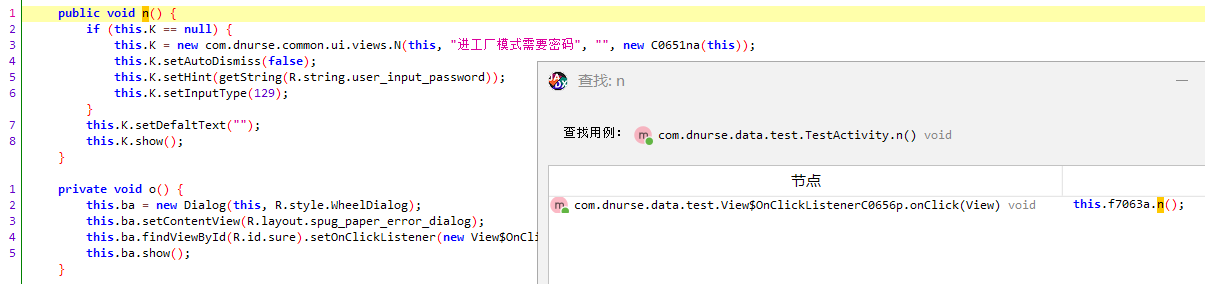 1 public void n() {
2 if (this.K == null) {
3 this.K = new com.dnurse.common.ui.views.N(this, "进工厂模式需要密码", "", new C0651na(this));
4 this.K.setAutoDismiss(false);
5 this.K.setHint(getString(R.string.user_input_password));
6 this.K.setInputType(129);
}
7 this.K.setDefaltText("");
8 this.K.show();
}
1 private void o() {
2 this.ba = new Dialog(this, R.style.WheelDialog);
3 this.ba.setContentView(R.layout.spug_paper_error_dialog);
4 this.ba.findViewById(R.id.sure).setOnClickListener(new View$OnCli
5 this.ba.show();
}
查找: n
查找用例: m com.dnurse.data.test.TestActivity.n() void
节点
m com.dnurse.data.test.View$OnClickListenerC0656p.onClick(View) void this.f7063a.n();